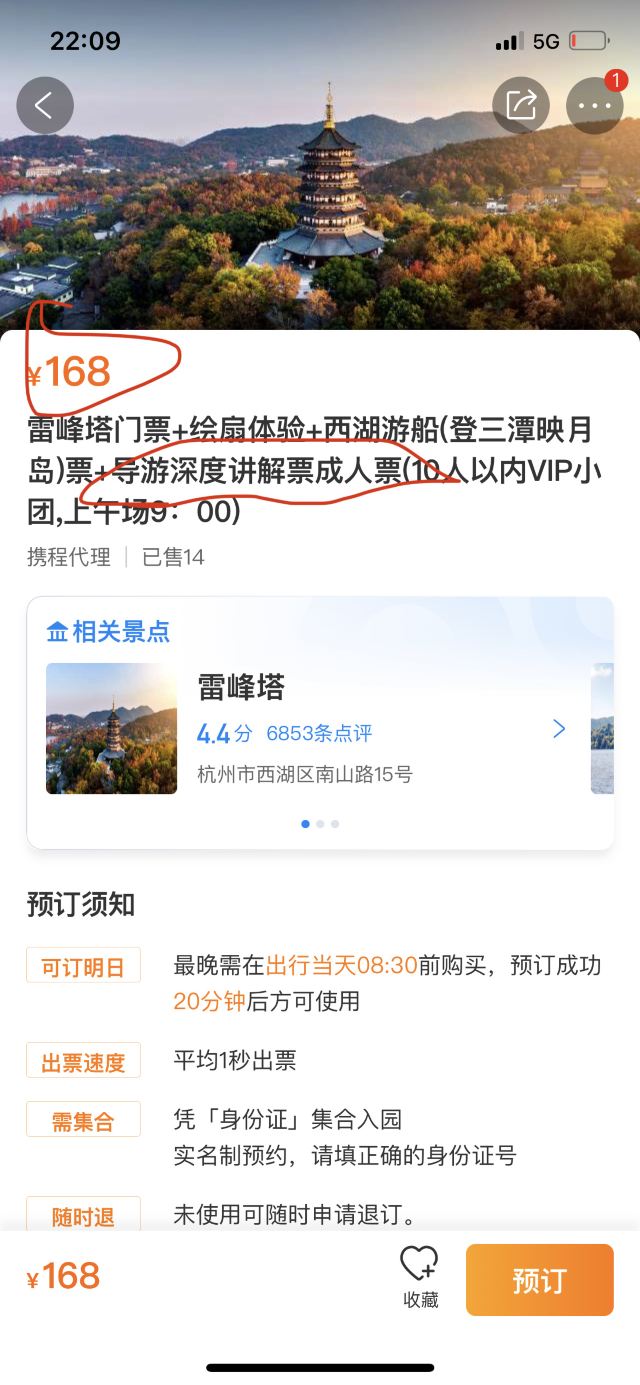 22:09
5G
1
¥168
雷峰塔门票+绘扇体验+西湖游船(登三潭映月
岛)票+导游深度讲解票成人票(10人以内VIP小
团,上午场9：00)
携程代理 | 已售14
相关景点
雷峰塔
4.4分 6853条点评
杭州市西湖区南山路15号
预订须知
可订明日 最晚需在出行当天08:30前购买，预订成功
20分钟后方可使用
出票速度 平均1秒出票
需集合 凭「身份证」集合入园
实名制预约，请填正确的身份证号
随时退 未使用可随时申请退订。
¥168
收藏
预订